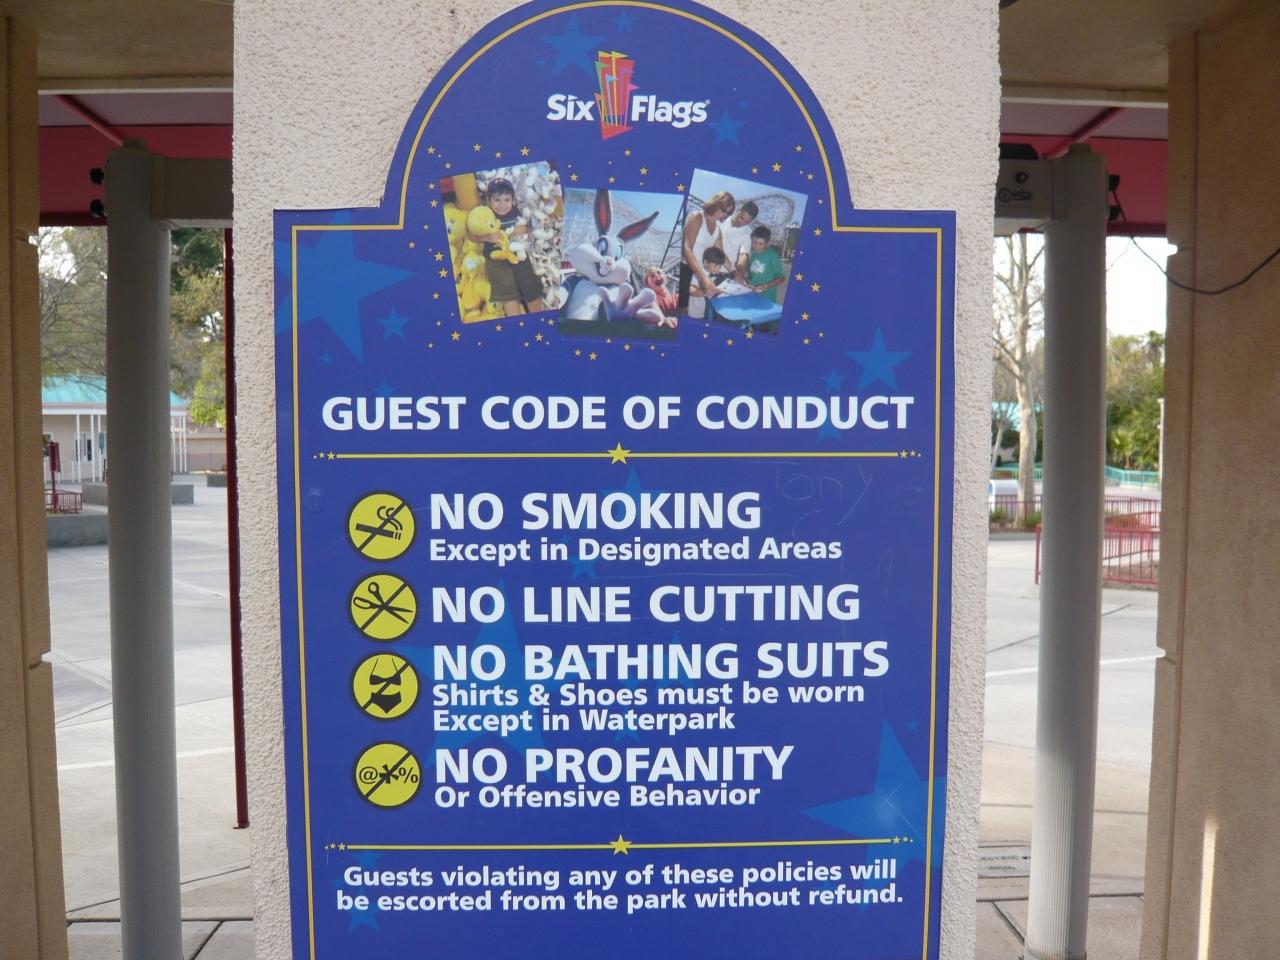 Six Flags
GUEST CODE OF CONDUCT
Tony
NO SMOKING
Except in Designated Areas
NO LINE CUTTING
NO BATHING SUITS
Shirts & Shoes must be worn
Except in Waterpark
@*%
NO PROFANITY
Or Offensive Behavior
Guests violating any of these policies will
be escorted from the park without refund.